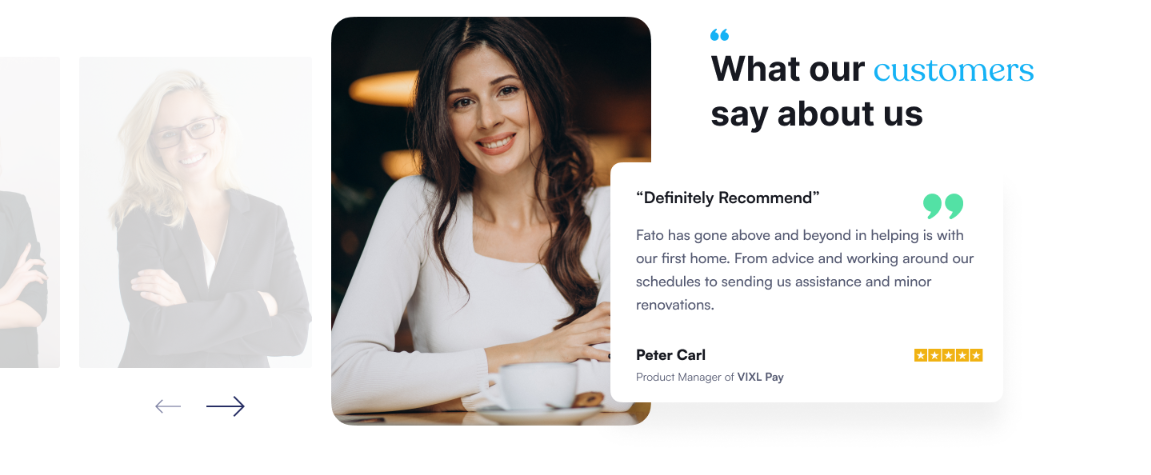 “
What our customers
say about us
“Definitely Recommend”
”
Fato has gone above and beyond in helping is with
our first home. From advice and working around our
schedules to sending us assistance and minor
renovations.
Peter Carl
Product Manager of VIXL Pay